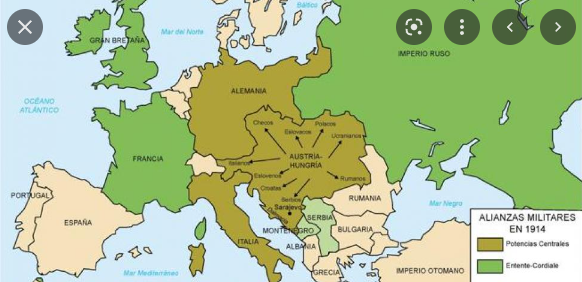 Báltico
Mar del Norte
GRAN BRETAÑA
IMPERIO RUSO
OCÉANO
ATLÁNTICO
ALEMANIA
Checos
Polacos
Eslovacos
Ucranianos
FRANCIA
Italianos
AUSTRIA-
HUNGRÍA
Eslovenos
Rumanos
Croatas
Serbios
Sarajevo
PORTUGAL
ESPAÑA
RUMANIA
Mar Negro
SERBIA
MONTENEGRO
BULGARIA
ITALIA
ALBANIA
Mar Mediterráneo
GRECIA
IMPERIO OTOMANO
ALIANZAS MILITARES
EN 1914
Potencias Centrales
Entente-Cordiale